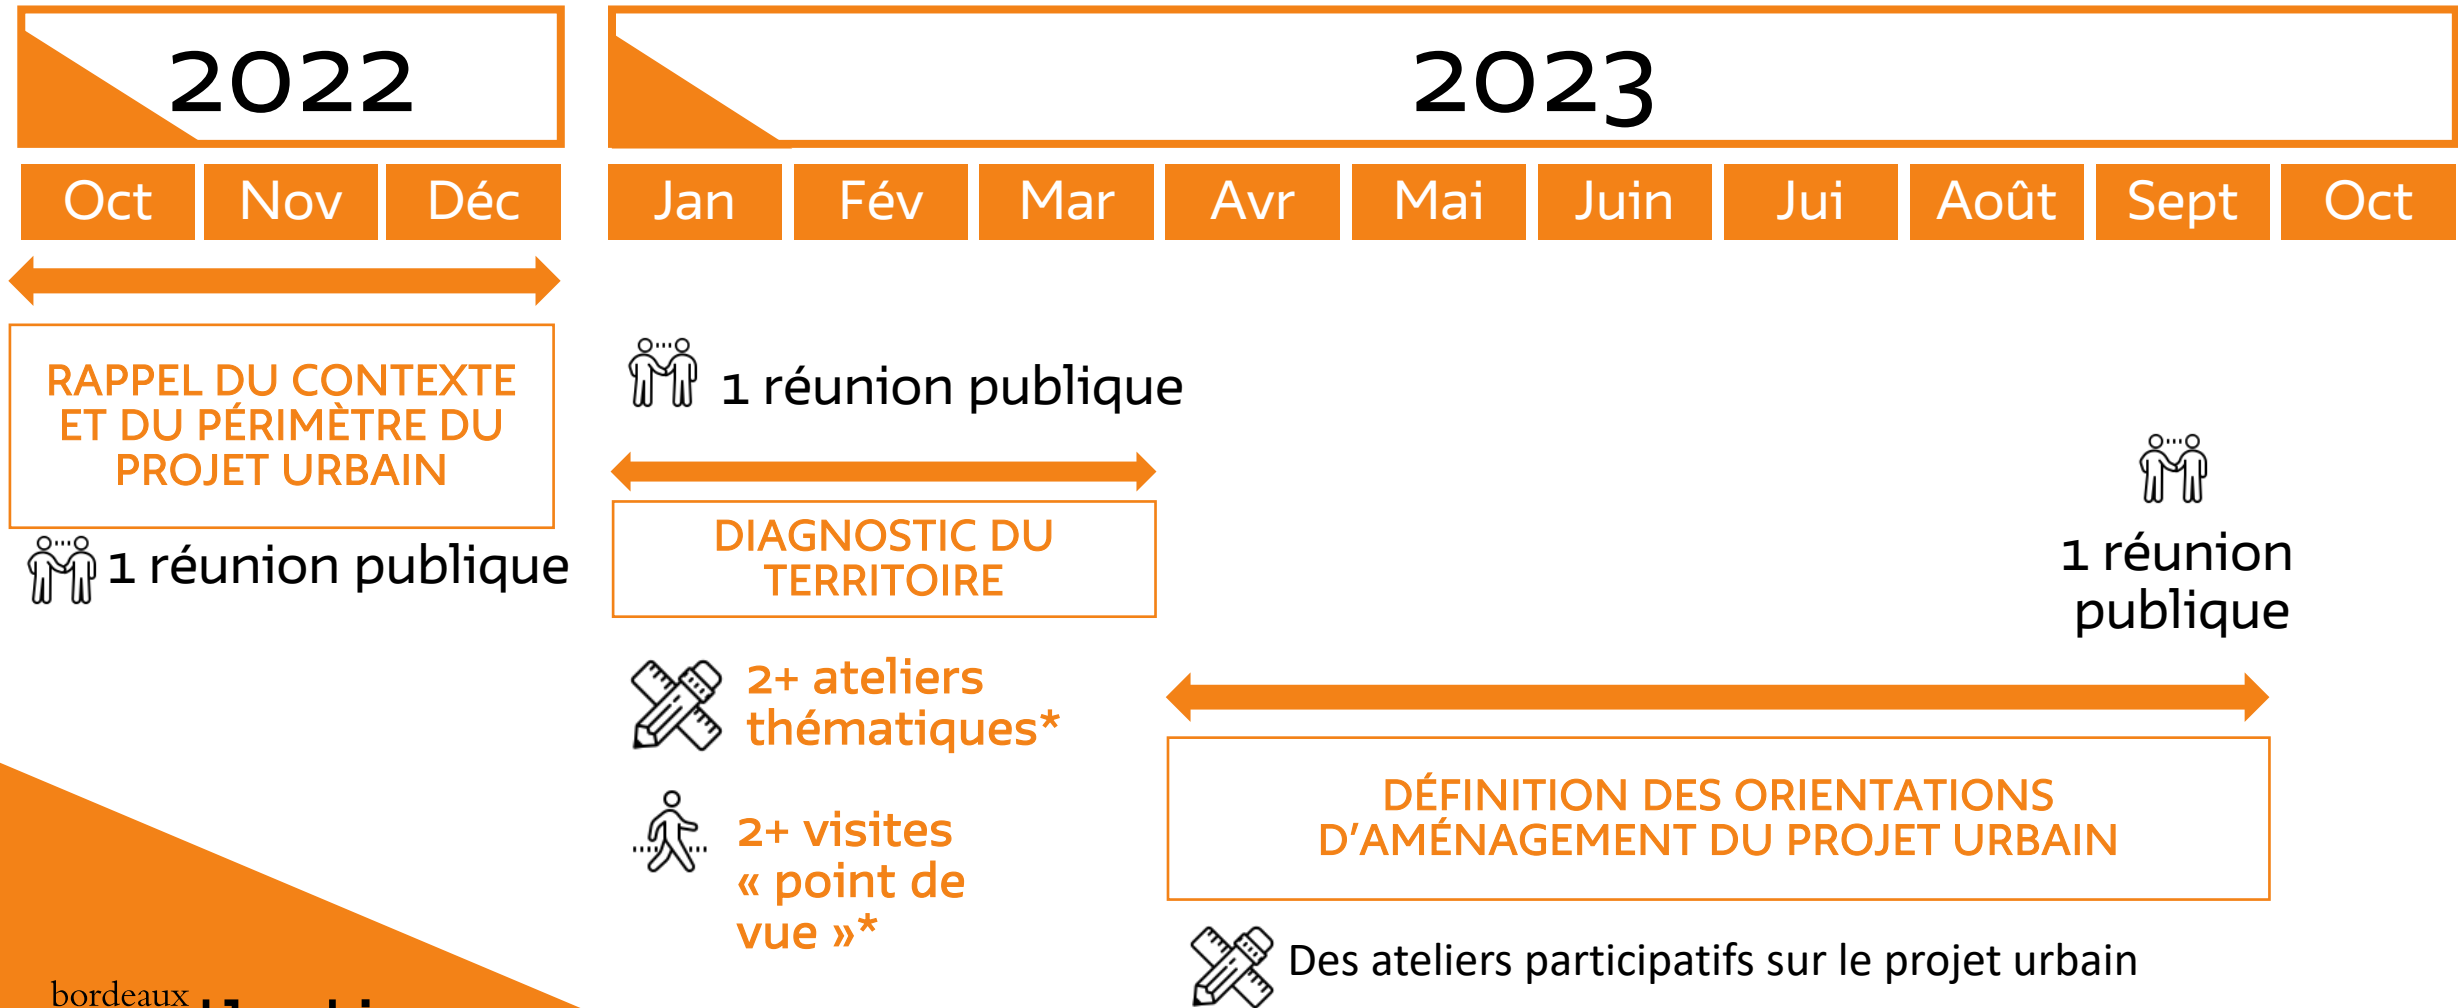 2022
2023
Oct Nov Déc Jan Fév Mar Avr Mai Juin Jui Août Sept Oct
RAPPEL DU CONTEXTE
ET DU PÉRIMÈTRE DU
PROJET URBAIN
1 réunion publique
1 réunion publique
DIAGNOSTIC DU
TERRITOIRE
2+ ateliers
thématiques*
2+ visites
« point de
vue »*
1 réunion
publique
DÉFINITION DES ORIENTATIONS
D’AMÉNAGEMENT DU PROJET URBAIN
Des ateliers participatifs sur le projet urbain
bordeaux